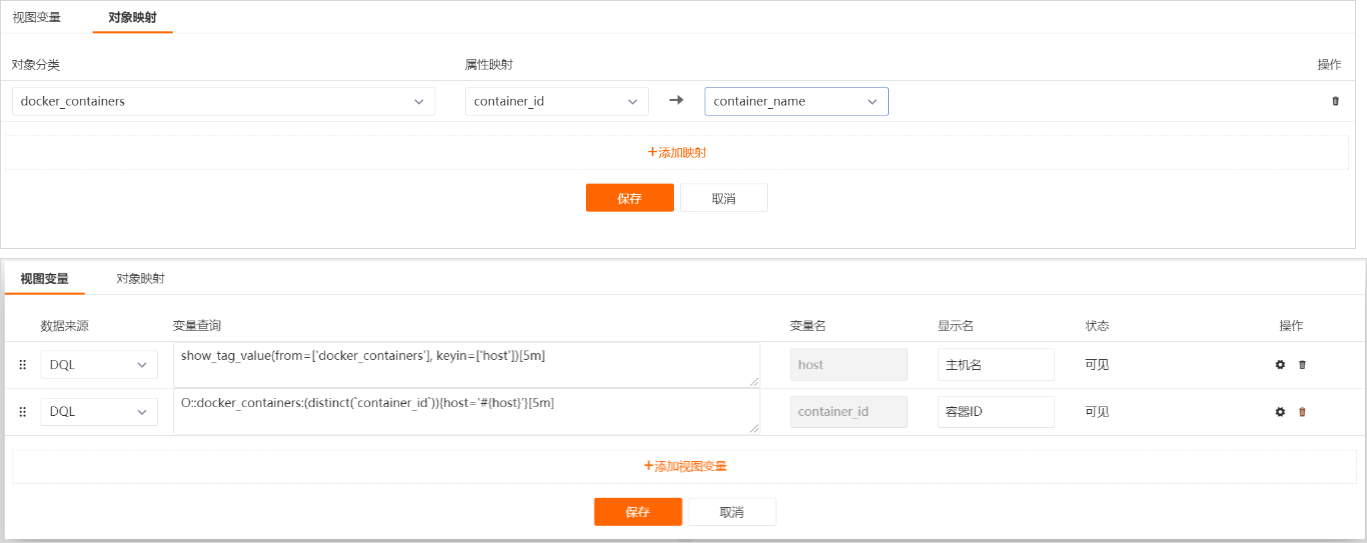 视图变量 对象映射
对象分类 属性映射 操作
docker_containers container_id → container_name
+添加映射
保存 取消
视图变量 对象映射
数据来源 变量查询 变量名 显示名 状态 操作
DQL show_tag_value(from=['docker_containers'], keyin=['host'])[5m] host 主机名 可见
DQL O::docker_containers:(distinct(`container_id`)){host='#{host}'}[5m] container_id 容器ID 可见
+添加视图变量
保存 取消